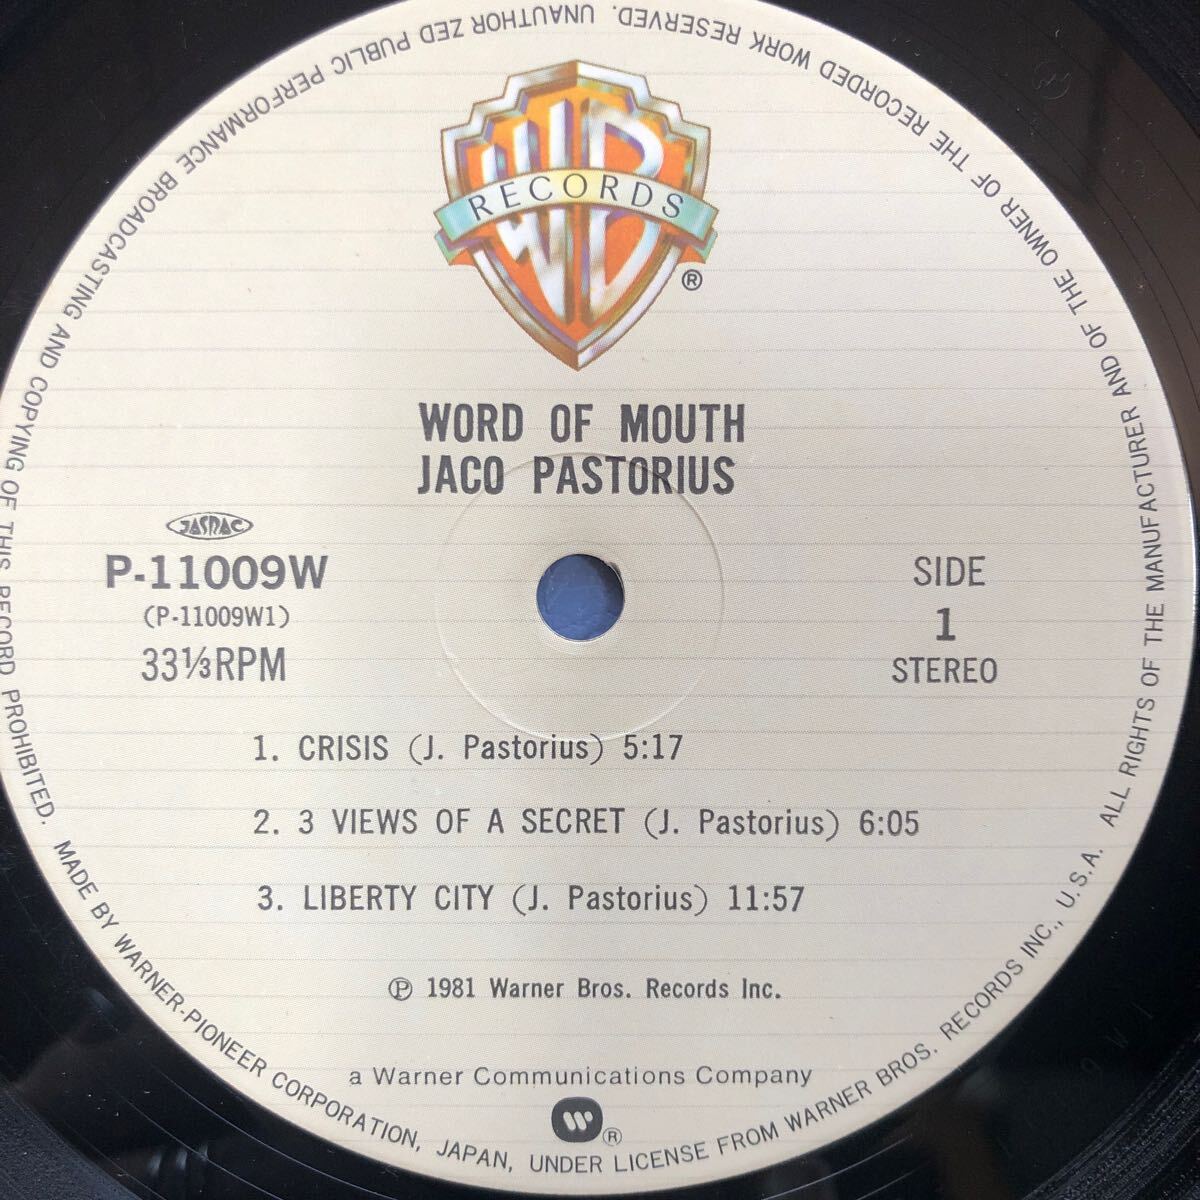 WB
RECORDS
®
WORD OF MOUTH
JACO PASTORIUS
JASRAC
P-11009W
(P-11009W1)
33⅓RPM
SIDE
1
STEREO
1. CRISIS (J. Pastorius) 5:17
2. 3 VIEWS OF A SECRET (J. Pastorius) 6:05
3. LIBERTY CITY (J. Pastorius) 11:57
℗ 1981 Warner Bros. Records Inc.
a Warner Communications Company
®
MADE BY WARNER-PIONEER CORPORATION, JAPAN, UNDER LICENSE FROM WARNER BROS. RECORDS INC., U.S.A. ALL RIGHTS OF THE MANUFACTURER AND OF THE OWNER OF THE RECORDED WORK RESERVED. UNAUTHOR ZED PUBLIC PERFORMANCE BROADCASTING AND COPYING OF THIS RECORD PROHIBITED.